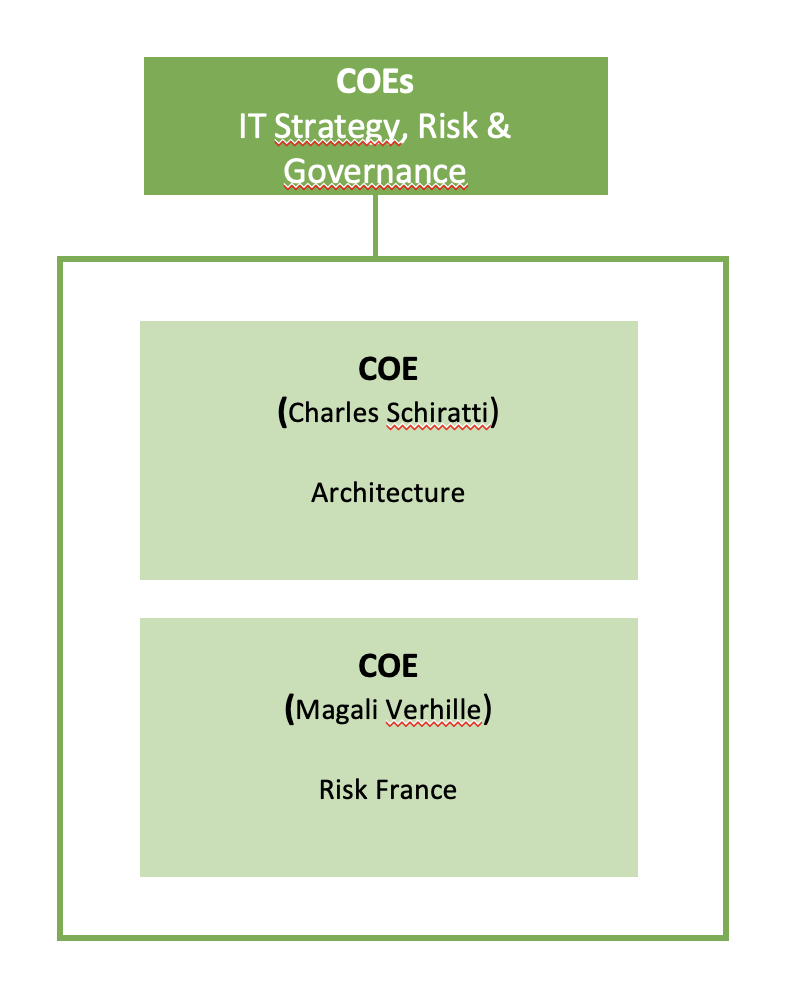 COEs
IT Strategy, Risk &
Governance
COE
(Charles Schiratti)
Architecture
COE
(Magali Verhille)
Risk France